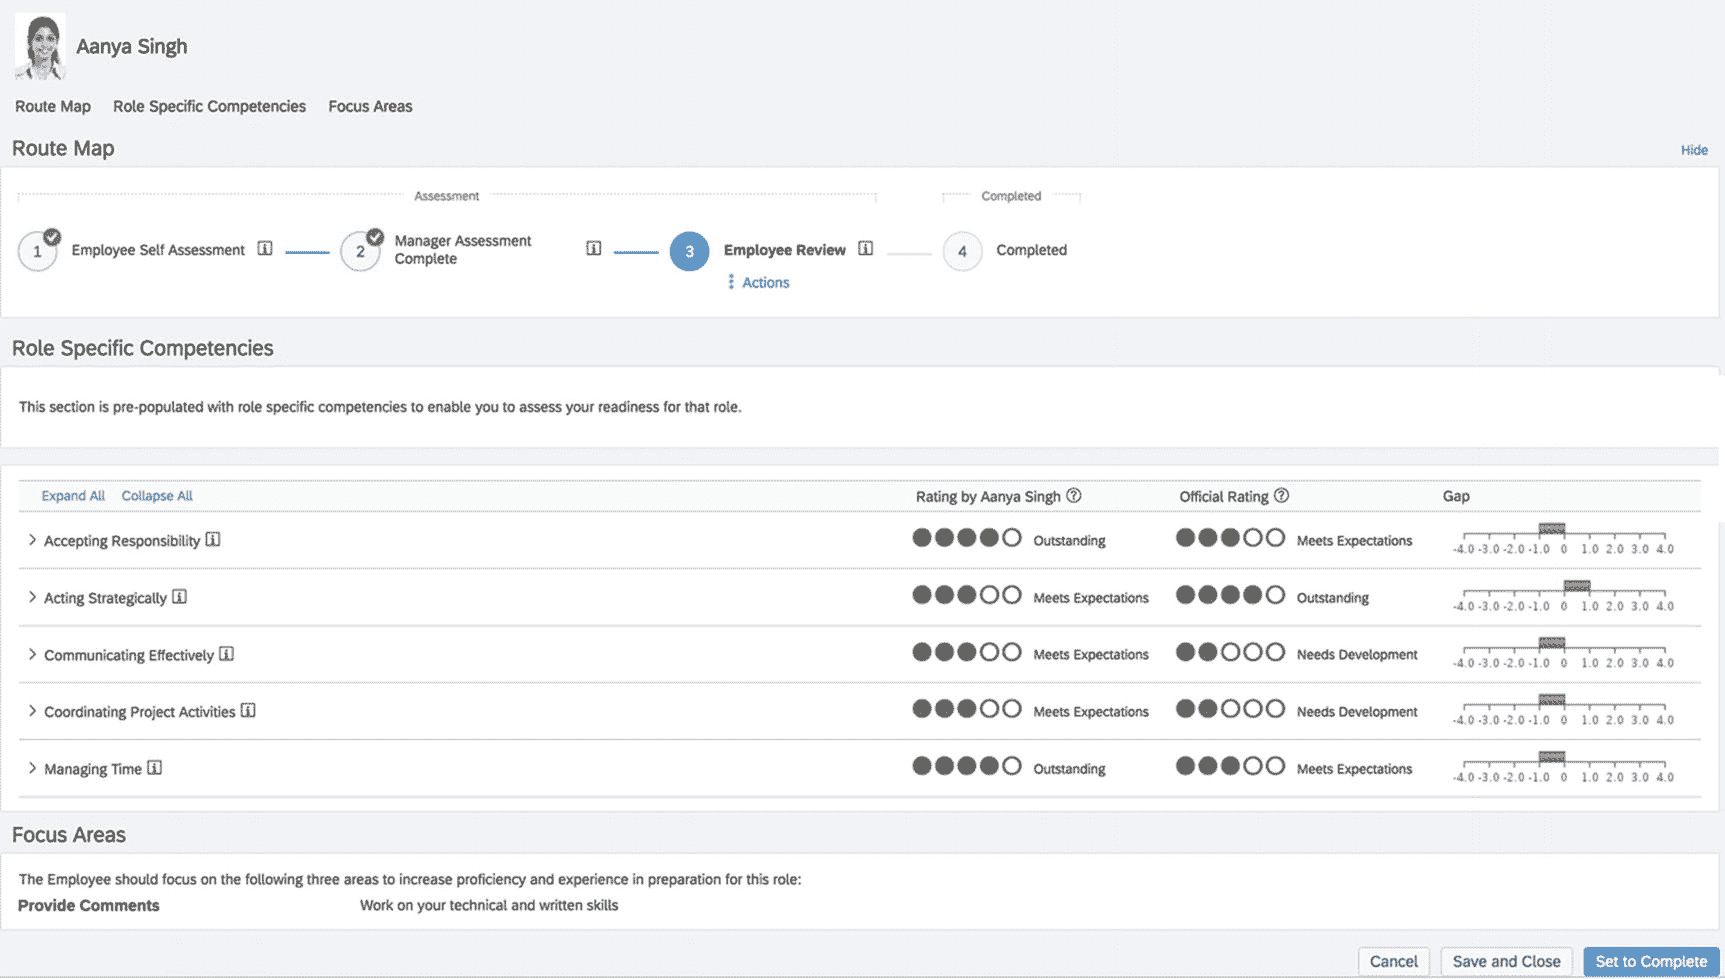 Aanya Singh
Route Map Role Specific Competencies Focus Areas
Route Map
Hide
Assessment Completed
1 Employee Self Assessment 2 Manager Assessment Complete 3 Employee Review 4 Completed
Actions
Role Specific Competencies
This section is pre-populated with role specific competencies to enable you to assess your readiness for that role.
Expand All Collapse All Rating by Aanya Singh Official Rating Gap
Accepting Responsibility Outstanding Meets Expectations
-4.0 -3.0 -2.0 -1.0 0 1.0 2.0 3.0 4.0
Acting Strategically Meets Expectations Outstanding
-4.0 -3.0 -2.0 -1.0 0 1.0 2.0 3.0 4.0
Communicating Effectively Meets Expectations Needs Development
-4.0 -3.0 -2.0 -1.0 0 1.0 2.0 3.0 4.0
Coordinating Project Activities Meets Expectations Needs Development
-4.0 -3.0 -2.0 -1.0 0 1.0 2.0 3.0 4.0
Managing Time Outstanding Meets Expectations
-4.0 -3.0 -2.0 -1.0 0 1.0 2.0 3.0 4.0
Focus Areas
The Employee should focus on the following three areas to increase proficiency and experience in preparation for this role:
Provide Comments Work on your technical and written skills
Cancel Save and Close Set to Complete